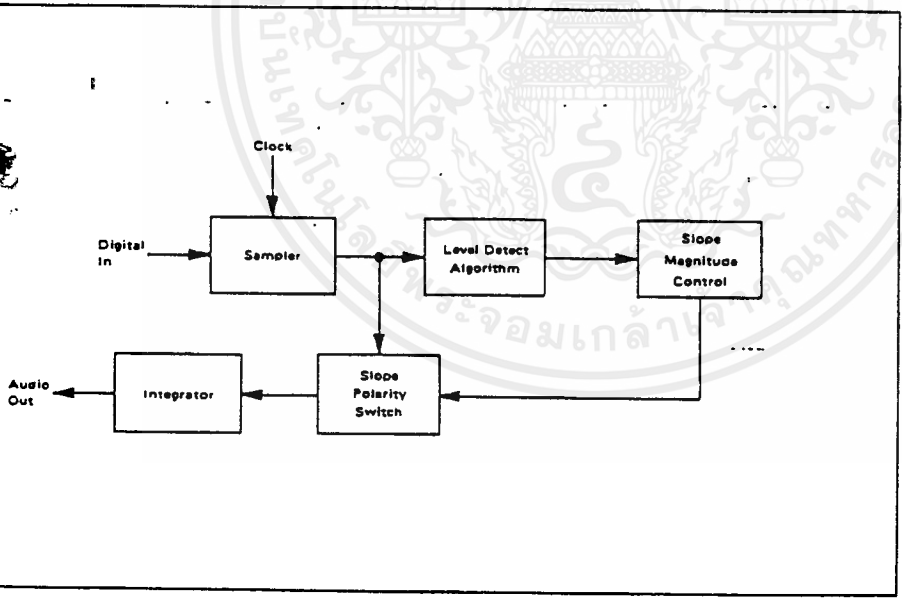 Clock
Digital
In
Sampler
Level Detect
Algorithm
Slope
Magnitude
Control
Audio
Out
Integrator
Slope
Polarity
Switch